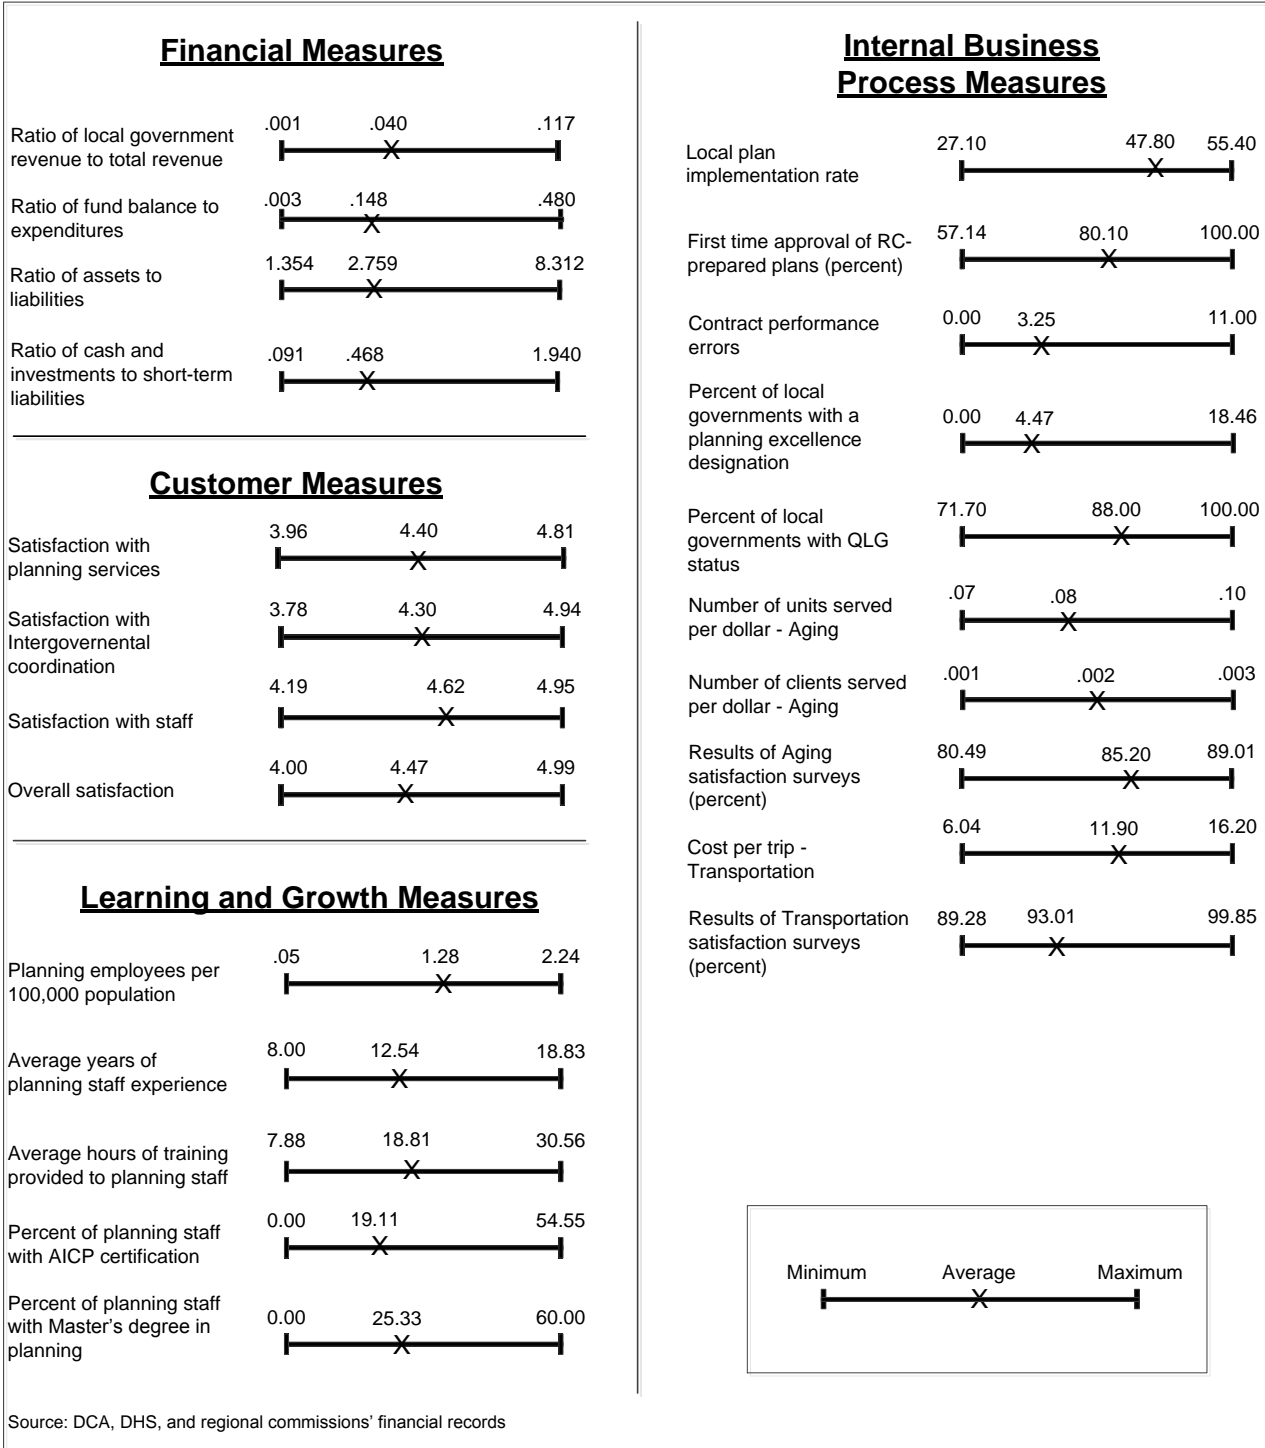 Financial Measures
Ratio of local government
revenue to total revenue
.001 .040 .117
Ratio of fund balance to
expenditures
.003 .148 .480
Ratio of assets to
liabilities
1.354 2.759 8.312
Ratio of cash and
investments to short-term
liabilities
.091 .468 1.940
Customer Measures
Satisfaction with
planning services
3.96 4.40 4.81
Satisfaction with
Intergovernental
coordination
3.78 4.30 4.94
Satisfaction with staff
4.19 4.62 4.95
Overall satisfaction
4.00 4.47 4.99
Learning and Growth Measures
Planning employees per
100,000 population
.05 1.28 2.24
Average years of
planning staff experience
8.00 12.54 18.83
Average hours of training
provided to planning staff
7.88 18.81 30.56
Percent of planning staff
with AICP certification
0.00 19.11 54.55
Percent of planning staff
with Master's degree in
planning
0.00 25.33 60.00
Internal Business
Process Measures
Local plan
implementation rate
27.10 47.80 55.40
First time approval of RC-
prepared plans (percent)
57.14 80.10 100.00
Contract performance
errors
0.00 3.25 11.00
Percent of local
governments with a
planning excellence
designation
0.00 4.47 18.46
Percent of local
governments with QLG
status
71.70 88.00 100.00
Number of units served
per dollar - Aging
.07 .08 .10
Number of clients served
per dollar - Aging
.001 .002 .003
Results of Aging
satisfaction surveys
(percent)
80.49 85.20 89.01
Cost per trip -
Transportation
6.04 11.90 16.20
Results of Transportation
satisfaction surveys
(percent)
89.28 93.01 99.85
Minimum Average Maximum
Source: DCA, DHS, and regional commissions' financial records